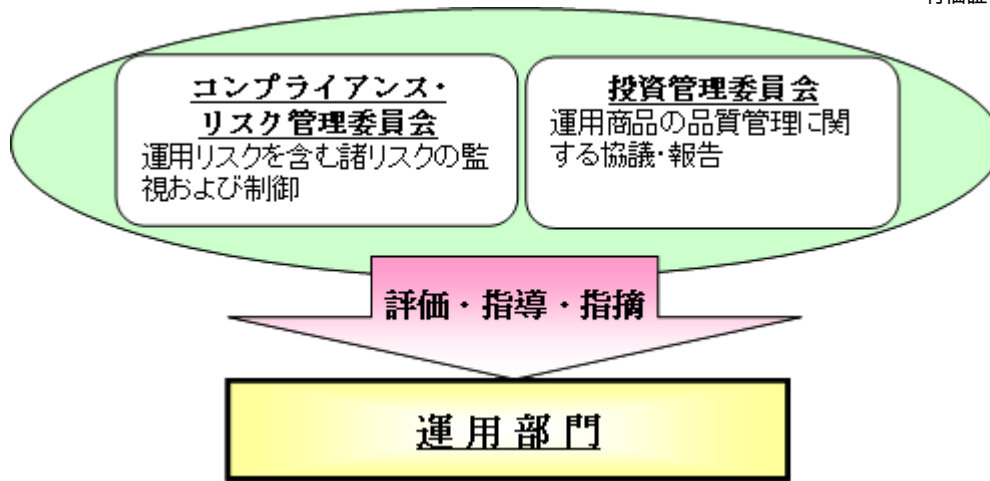 コンプライアンス・
リスク管理委員会
運用リスクを含む諸リスクの監
視および制御
投資管理委員会
運用商品の品質管理に関
する協議・報告
評価・指導・指摘
運用部門